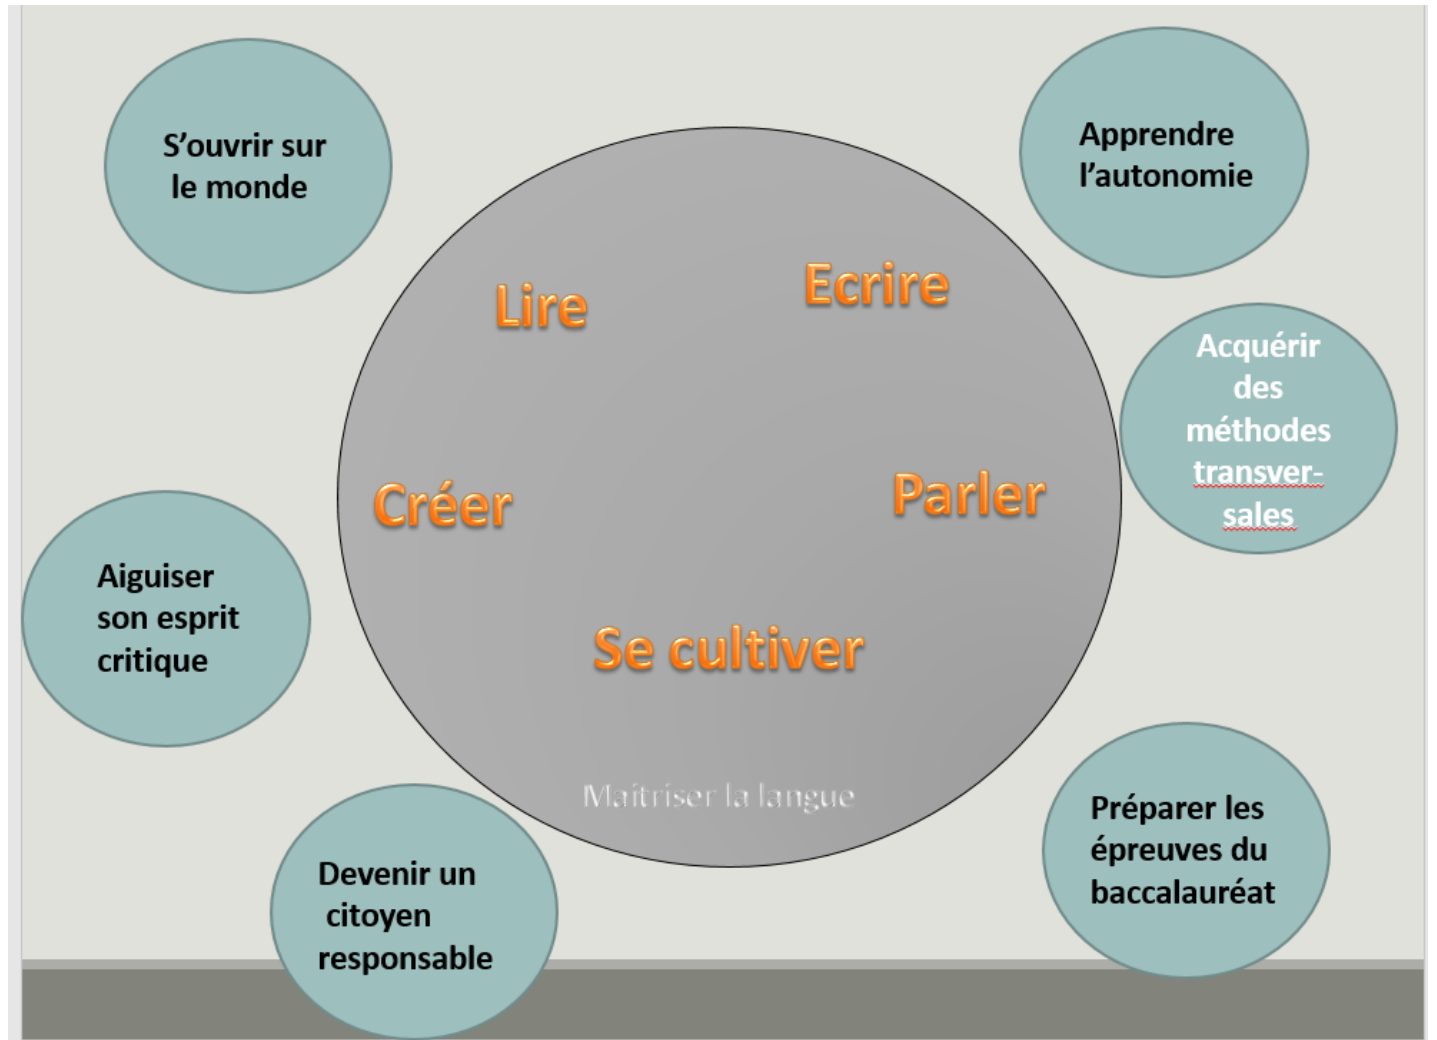 S'ouvrir sur
le monde
Apprendre
l'autonomie
Lire
Ecrire
Acquérir
des
méthodes
transver-
sales
Créer
Parler
Aiguiser
son esprit
critique
Se cultiver
Maitriser la langue
Devenir un
citoyen
responsable
Préparer les
épreuves du
baccalauréat